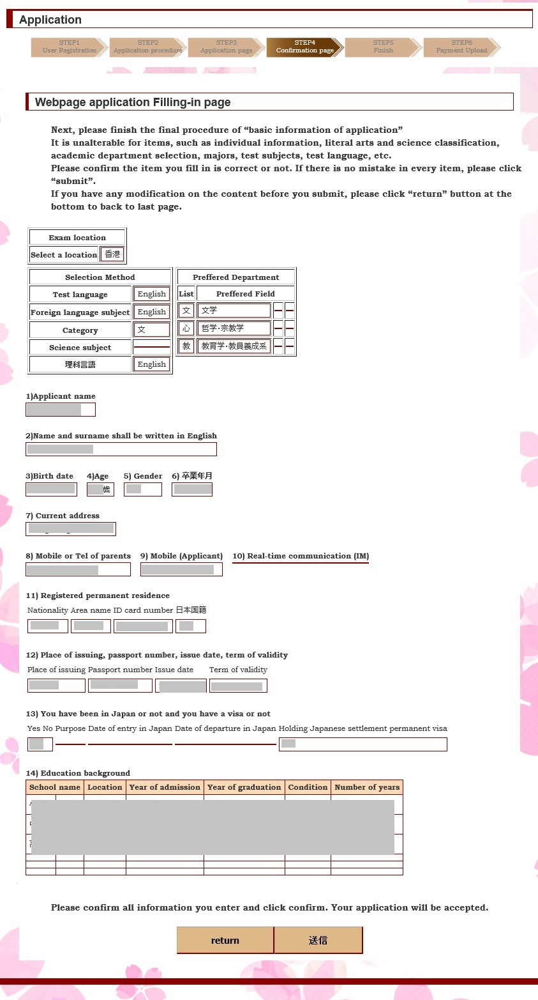 Application
STEP1 STEP2 STEP3 STEP4 STEP5 STEP6
User Registration Application procedure Application page Confirmation page Finish Payment Upload
Webpage application Filling-in page
Next, please finish the final procedure of “basic information of application”
It is unalterable for items, such as individual information, literal arts and science classification,
academic department selection, majors, test subjects, test language, etc.
Please confirm the item you fill in is correct or not. If there is no mistake in every item, please click
“submit”.
If you have any modification on the content before you submit, please click “return” button at the
bottom to back to last page.
Exam location
Select a location 香港
Selection Method
Test language English
Foreign language subject English
Category 文
Science subject
理科言語 English
Preffered Department
List Preffered Field
文 文学
心 哲学･宗教学
教 教育学･教員養成系
1)Applicant name
2)Name and surname shall be written in English
3)Birth date 4)Age 5) Gender 6) 卒業年月
歳
7) Current address
8) Mobile or Tel of parents 9) Mobile (Applicant) 10) Real-time communication (IM)
11) Registered permanent residence
Nationality Area name ID card number 日本国籍
12) Place of issuing, passport number, issue date, term of validity
Place of issuing Passport number Issue date Term of validity
13) You have been in Japan or not and you have a visa or not
Yes No Purpose Date of entry in Japan Date of departure in Japan Holding Japanese settlement permanent visa
14) Education background
School name Location Year of admission Year of graduation Condition Number of years
Please confirm all information you enter and click confirm. Your application will be accepted.
return 送信